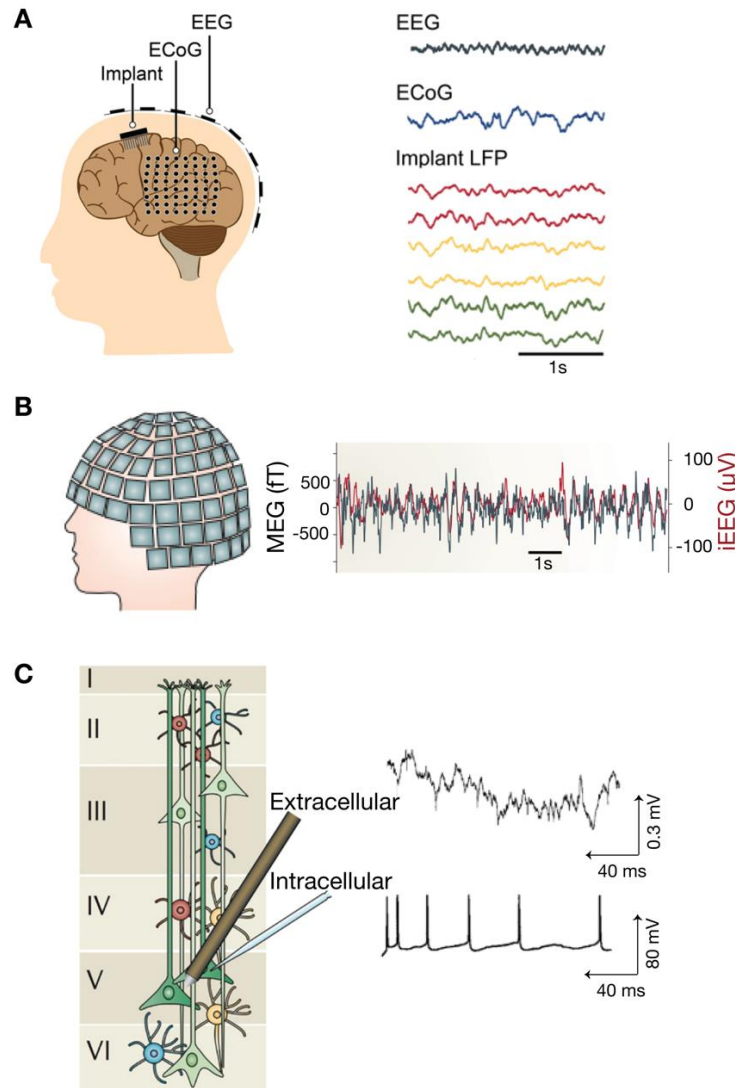 A
EEG
ECoG
Implant
EEG
ECoG
Implant LFP
1s
B
MEG (fT)
500
0
-500
1s
100
0
-100
iEEG (µV)
C
I
II
III
IV
V
VI
Extracellular
Intracellular
0.3 mV
40 ms
80 mV
40 ms